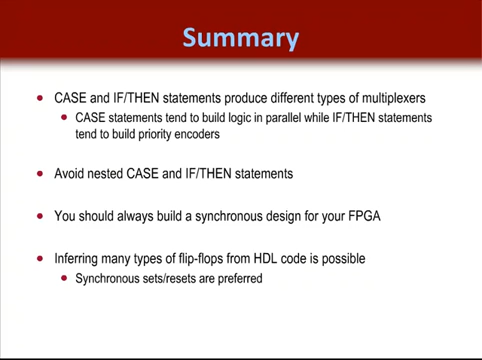 Summary
CASE and IF/THEN statements produce different types of multiplexers
CASE statements tend to build logic in parallel while IF/THEN statements
tend to build priority encoders
Avoid nested CASE and IF/THEN statements
You should always build a synchronous design for your FPGA
Inferring many types of flip-flops from HDL code is possible
Synchronous sets/resets are preferred